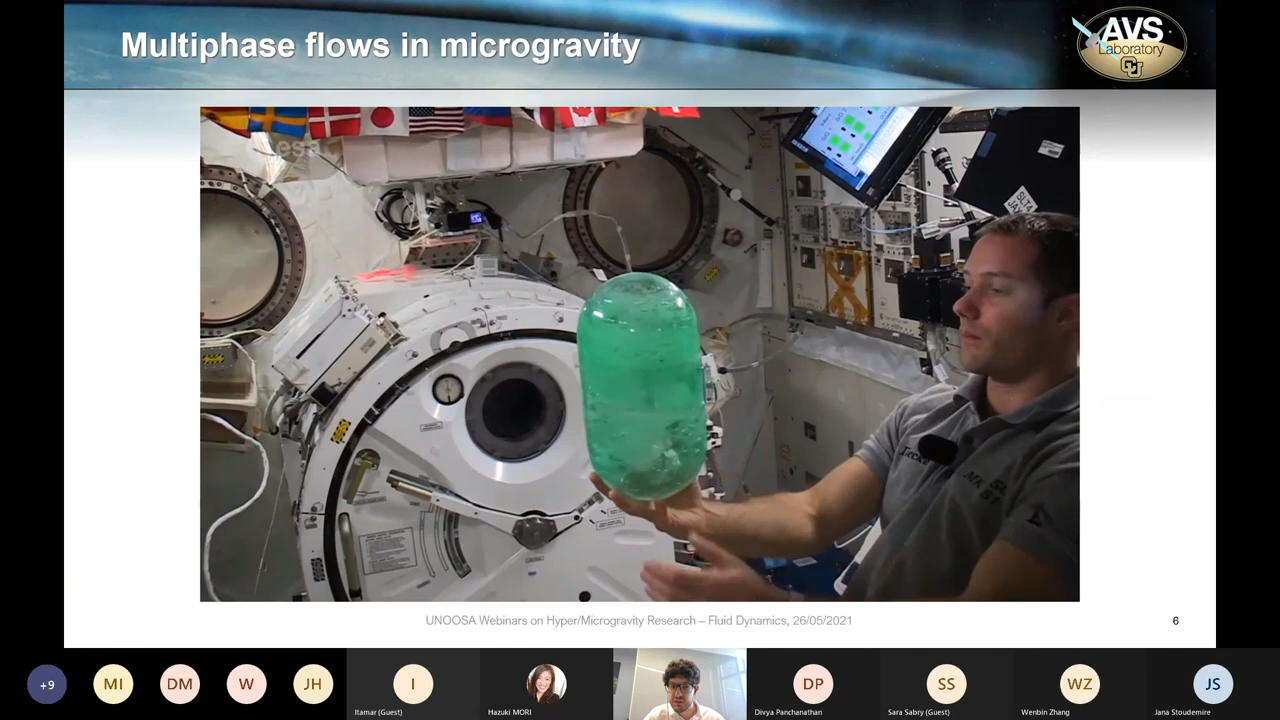 Multiphase flows in microgravity
AVS
Laboratory
CU
esa
UNOOSA Webinars on Hyper/Microgravity Research – Fluid Dynamics, 26/05/2021
6
+9
MI
DM
W
JH
I
DP
SS
WZ
JS
Itamar (Guest)
Hazuki MORI
Divya Panchanathan
Sara Sabry (Guest)
Wenbin Zhang
Jana Stoudemire